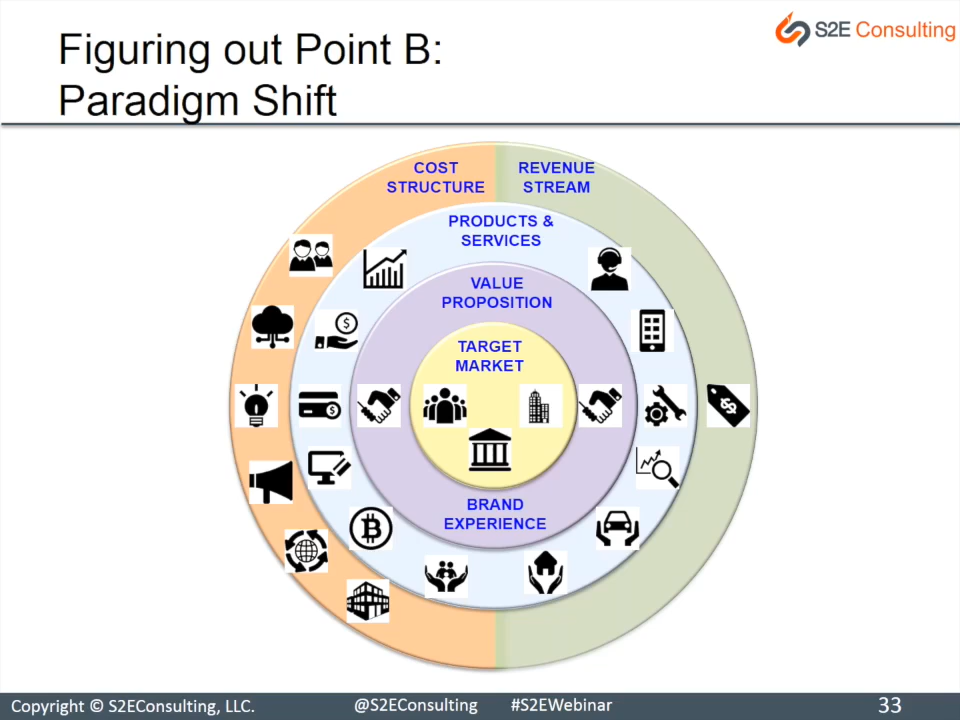 S2E Consulting
Figuring out Point B:
Paradigm Shift
COST
STRUCTURE
REVENUE
STREAM
PRODUCTS &
SERVICES
VALUE
PROPOSITION
TARGET
MARKET
BRAND
EXPERIENCE
Copyright © S2EConsulting, LLC.
@S2EConsulting
#S2EWebinar
33